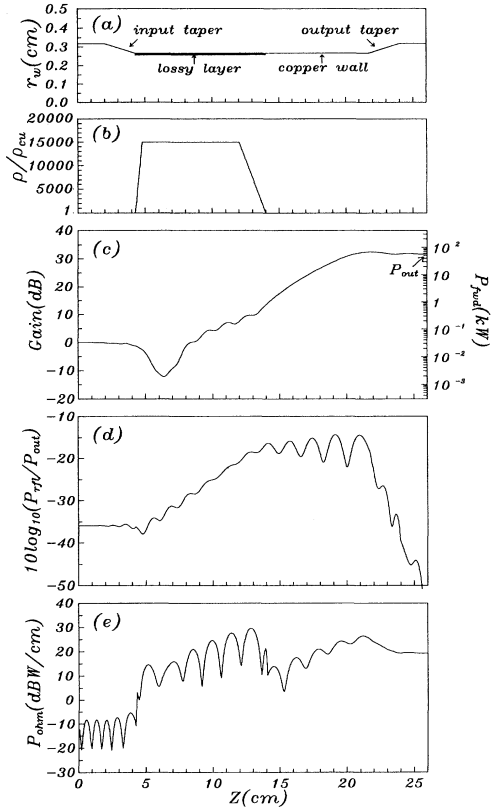 (a)
input taper
output taper
lossy layer
copper wall
r_w(cm)
0.5
0.4
0.3
0.2
0.1
0.0
(b)
ρ/ρ_cu
20000
15000
10000
5000
1
(c)
Gain(dB)
40
30
20
10
0
-10
-20
P_out
10^2
10
1
10^-1
10^-2
10^-3
P_fwd(kW)
(d)
10log_10(P_rfl/P_out)
-10
-20
-30
-40
-50
(e)
P_ohm(dBW/cm)
40
30
20
10
0
-10
-20
-30
0 5 10 15 20 25
Z(cm)